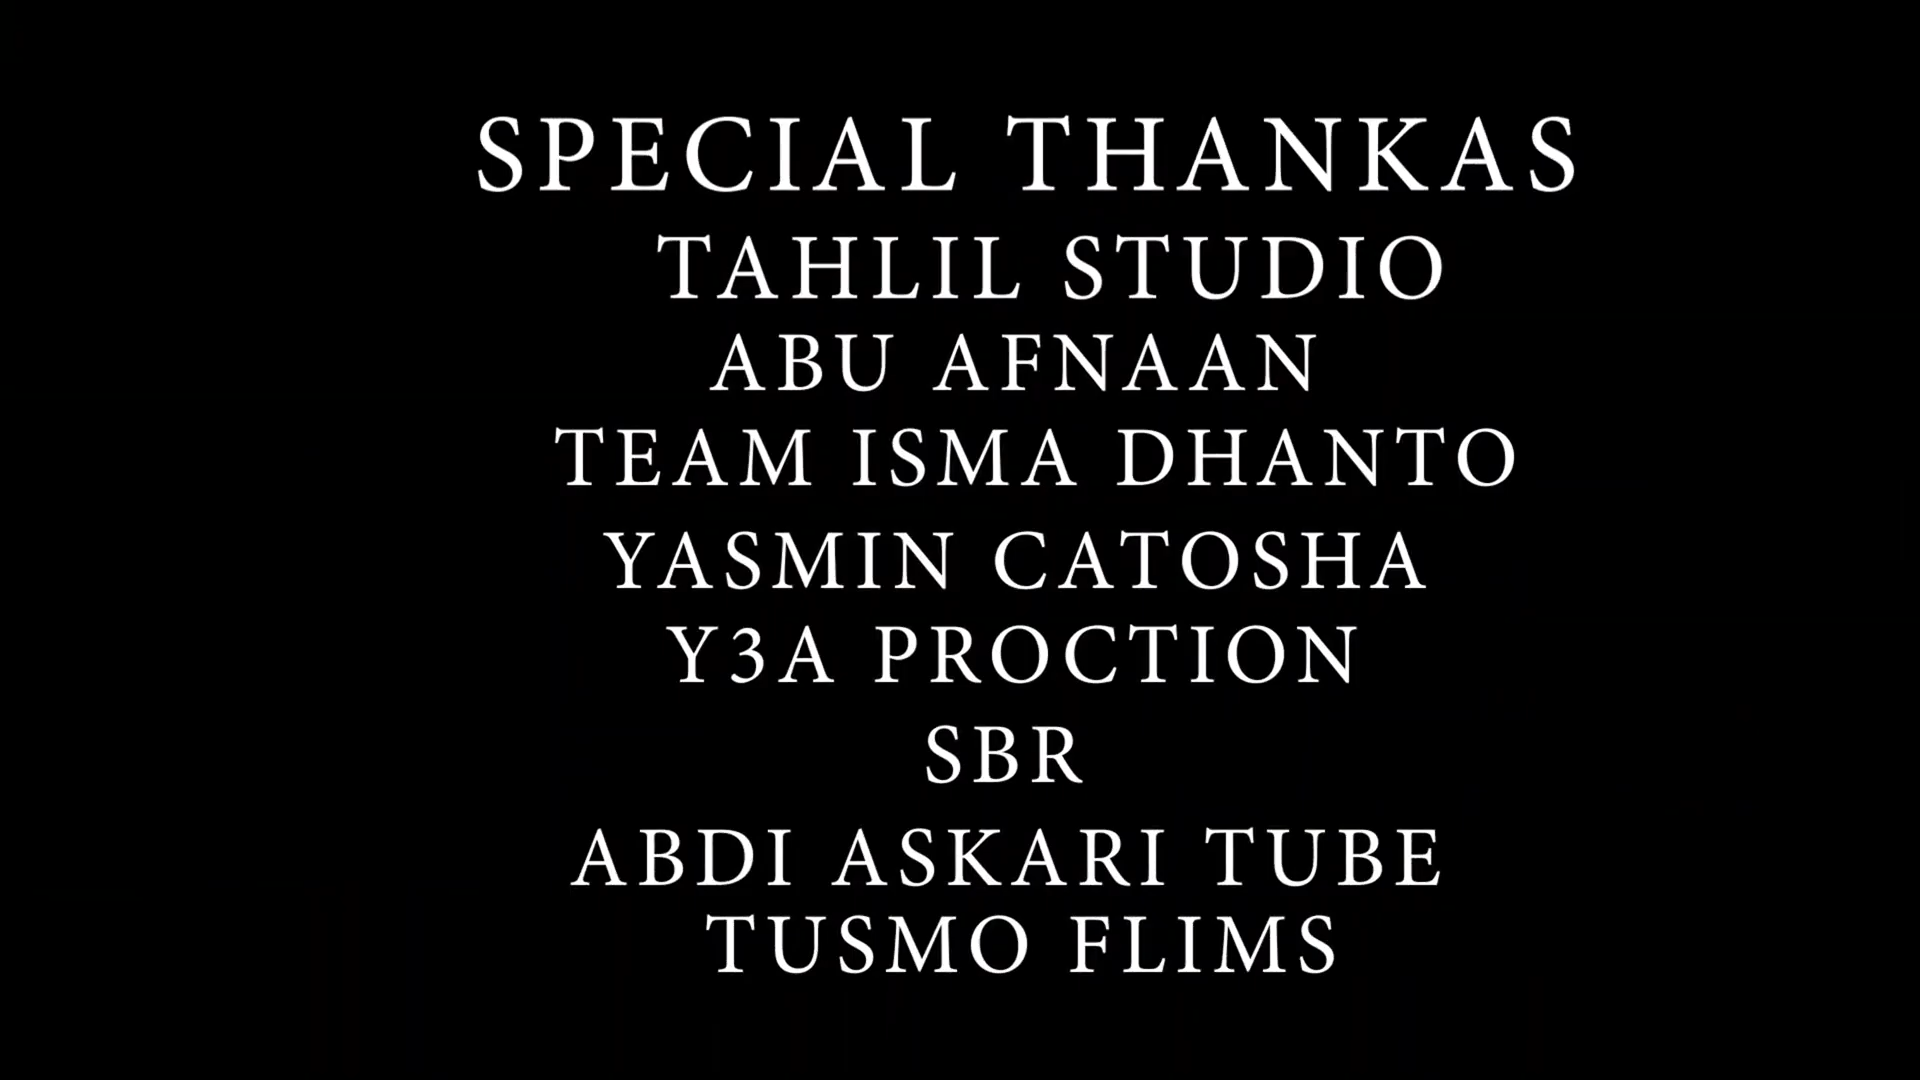 SPECIAL THANKAS
TAHLIL STUDIO
ABU AFNAAN
TEAM ISMA DHANTO
YASMIN CATOSHA
Y3A PROCTION
SBR
ABDI ASKARI TUBE
TUSMO FLIMS